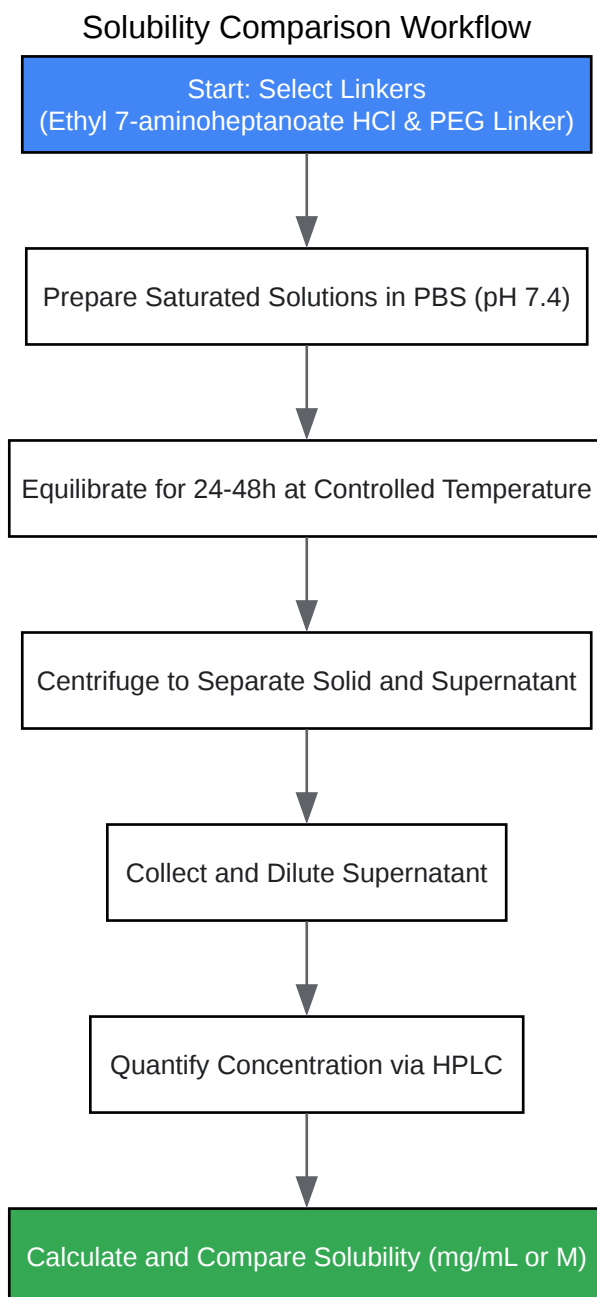 Solubility Comparison Workflow
Start: Select Linkers
(Ethyl 7-aminoheptanoate HCl & PEG Linker)
Prepare Saturated Solutions in PBS (pH 7.4)
Equilibrate for 24-48h at Controlled Temperature
Centrifuge to Separate Solid and Supernatant
Collect and Dilute Supernatant
Quantify Concentration via HPLC
Calculate and Compare Solubility (mg/mL or M)